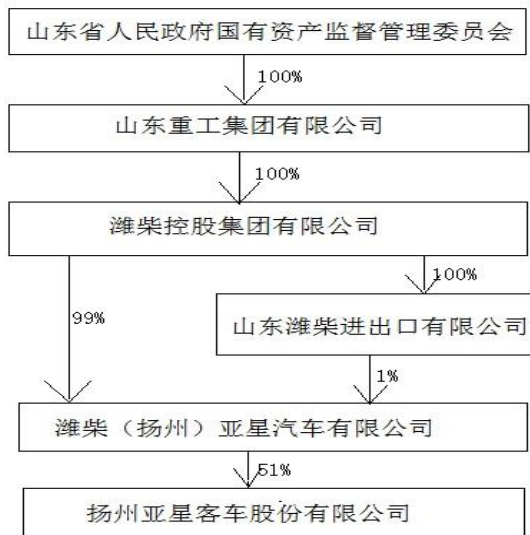 山东省人民政府国有资产监督管理委员会
100%
山东重工集团有限公司
100%
潍柴控股集团有限公司
100%
99%
山东潍柴进出口有限公司
1%
潍柴（扬州）亚星汽车有限公司
51%
扬州亚星客车股份有限公司